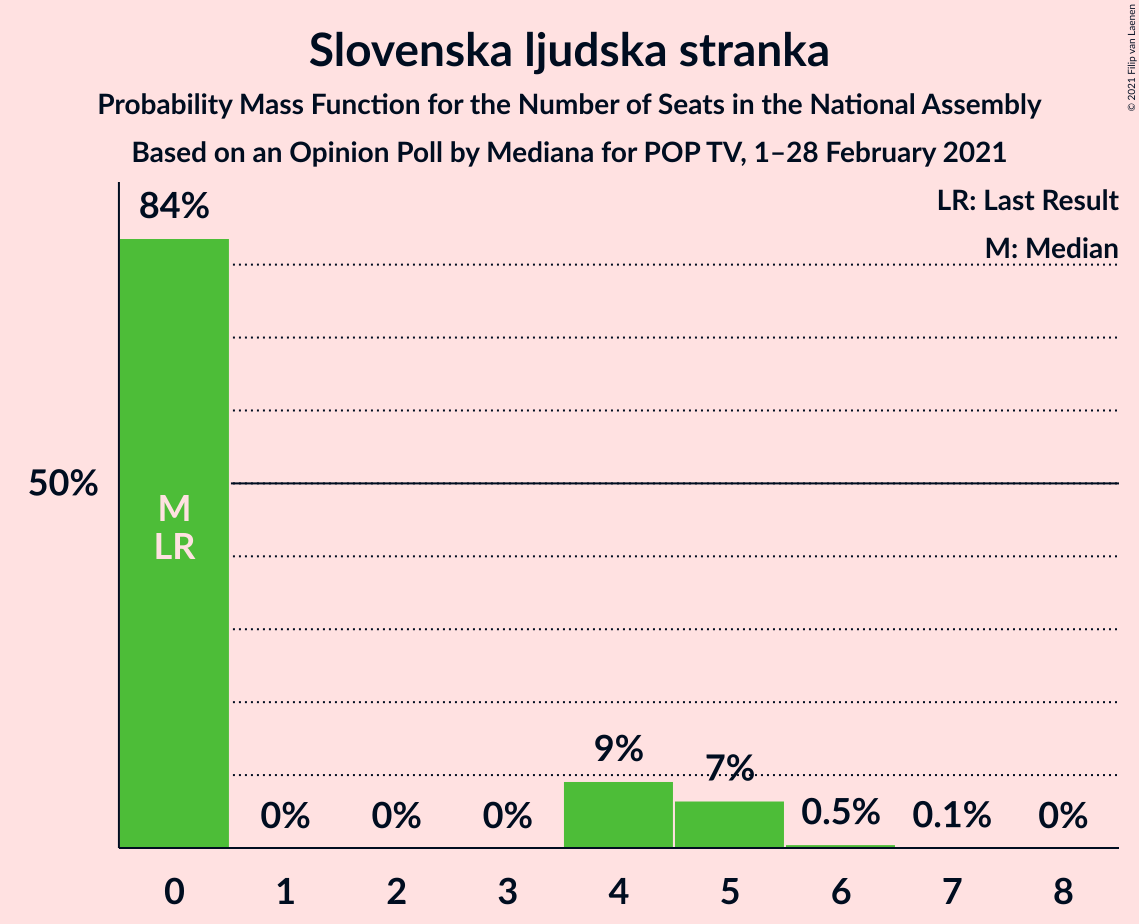 Slovenska ljudska stranka
Probability Mass Function for the Number of Seats in the National Assembly
Based on an Opinion Poll by Mediana for POP TV, 1–28 February 2021
© 2021 Filip van Laenen
LR: Last Result
M: Median
84%
50%
M
LR
0%
0%
0%
9%
7%
0.5%
0.1%
0%
0
1
2
3
4
5
6
7
8